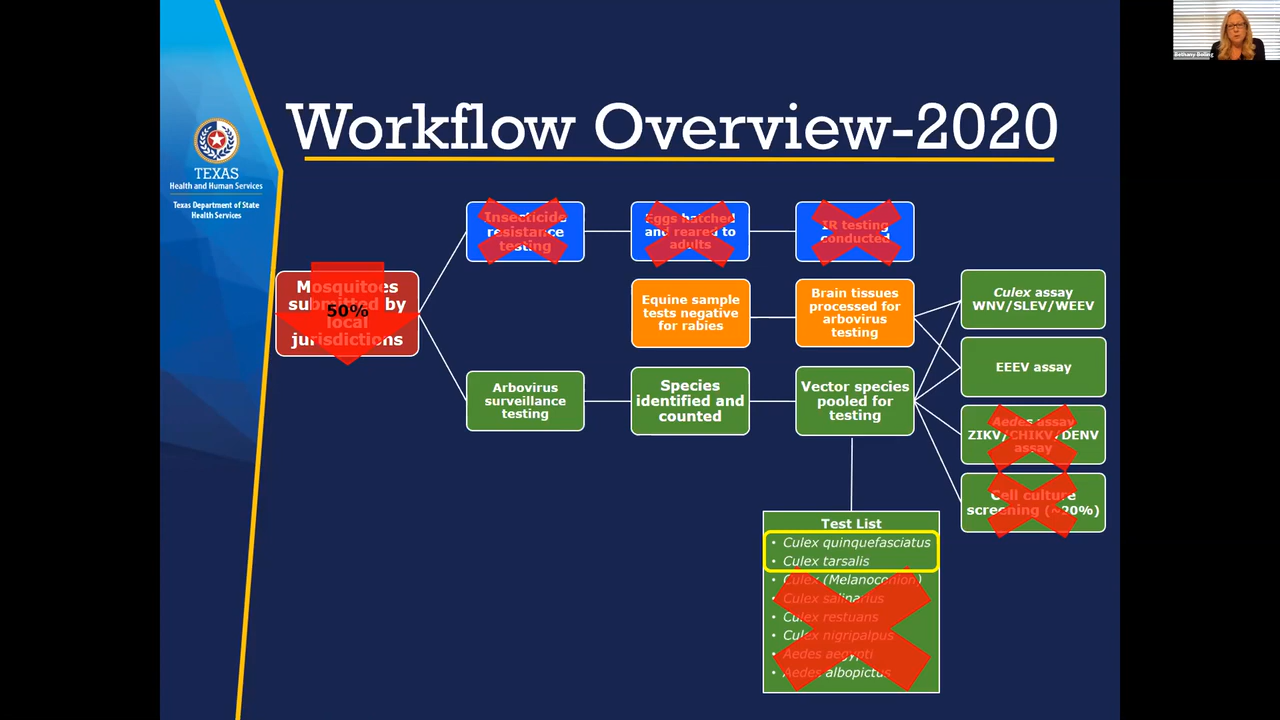 Bethany Bolling
Workflow Overview-2020
TEXAS
Health and Human Services
Texas Department of State
Health Services
Insecticide
resistance
testing
Eggs hatched
and reared to
adults
IR testing
conducted
Mosquitoes
submitted by
local
jurisdictions
50%
Equine sample
tests negative
for rabies
Brain tissues
processed for
arbovirus
testing
Culex assay
WNV/SLEV/WEEV
EEEV assay
Arbovirus
surveillance
testing
Species
identified and
counted
Vector species
pooled for
testing
Aedes assay
ZIKV/CHIKV/DENV
assay
Cell culture
screening (~20%)
Test List
• Culex quinquefasciatus
• Culex tarsalis
• Culex (Melanoconion)
• Culex salinarius
• Culex restuans
• Culex nigripalpus
• Aedes aegypti
• Aedes albopictus